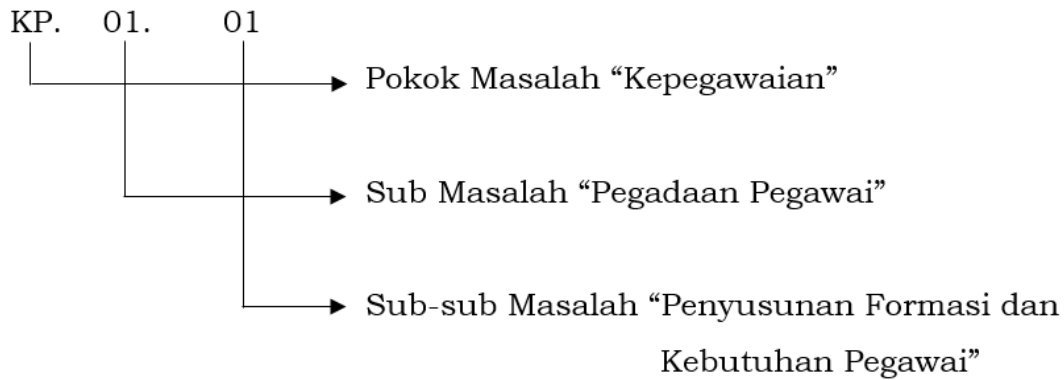 KP. 01. 01
Pokok Masalah “Kepegawaian”
Sub Masalah “Pegadaan Pegawai”
Sub-sub Masalah “Penyusunan Formasi dan
Kebutuhan Pegawai”